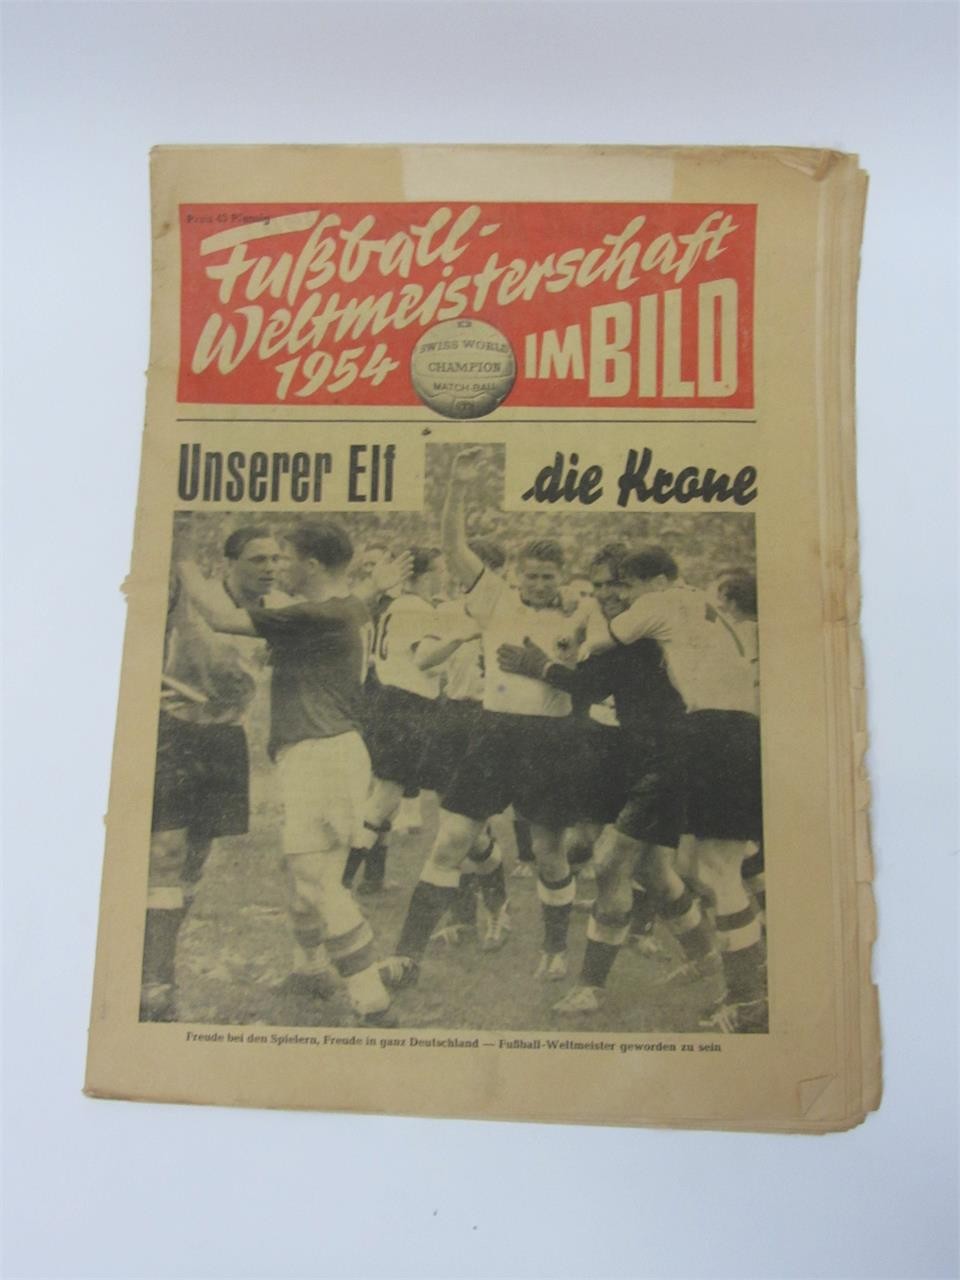 Preis 40 Pfennig
Fußball-
Weltmeisterschaft
1954
IM BILD
SWISS WORLD
CHAMPION
MATCH-BALL
Unserer Elf die Krone
Freude bei den Spielern, Freude in ganz Deutschland — Fußball-Weltmeister geworden zu sein